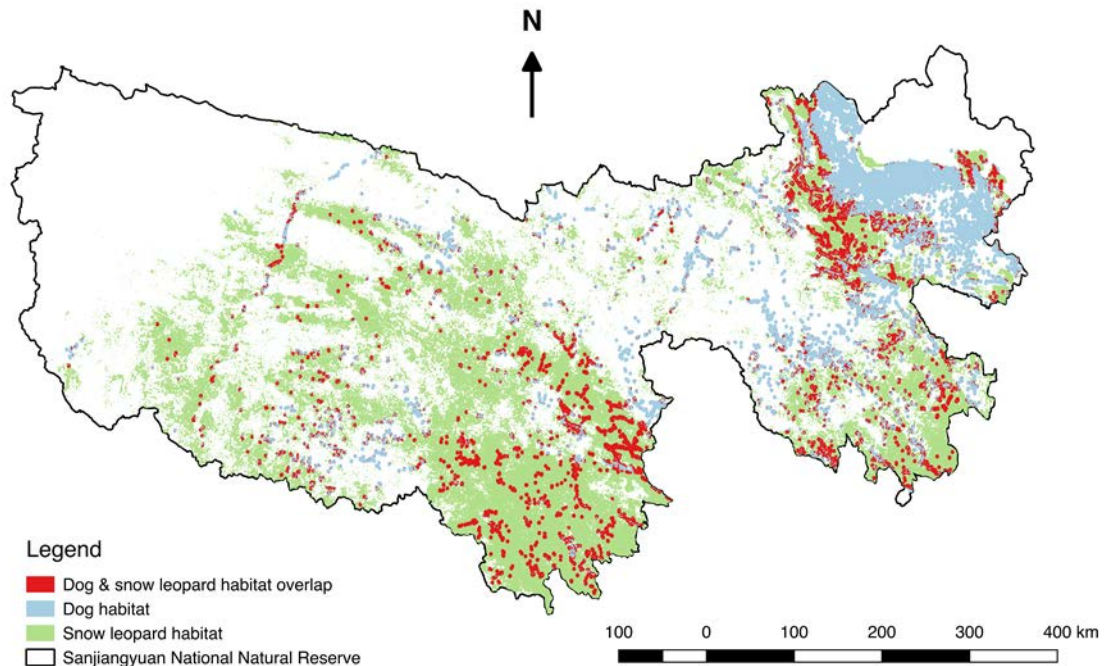 N
Legend
Dog & snow leopard habitat overlap
Dog habitat
Snow leopard habitat
Sanjiangyuan National Natural Reserve
100 0 100 200 300 400 km